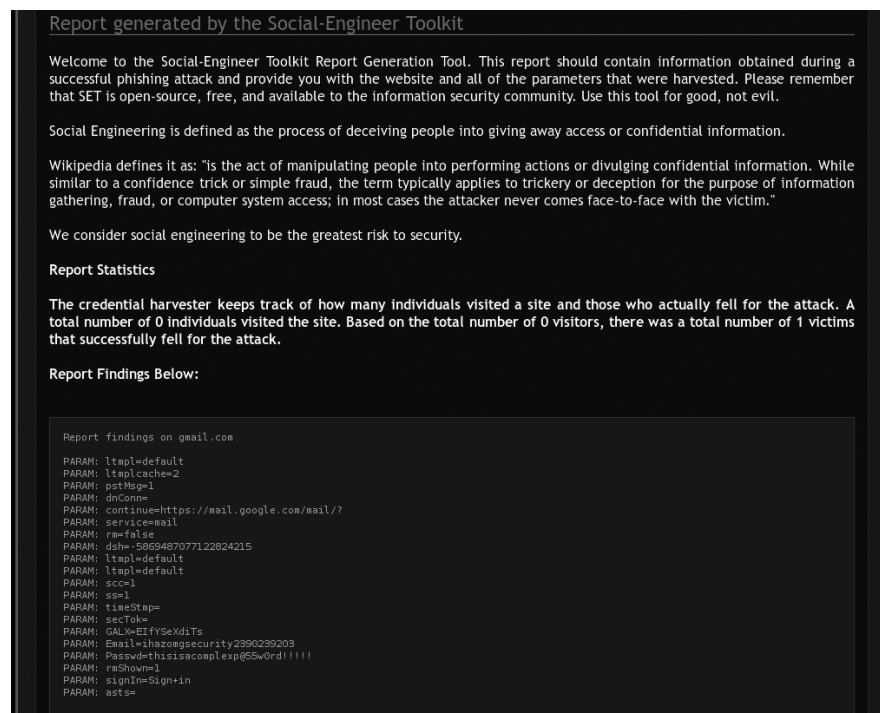 Report generated by the Social-Engineer Toolkit
Welcome to the Social-Engineer Toolkit Report Generation Tool. This report should contain information obtained during a
successful phishing attack and provide you with the website and all of the parameters that were harvested. Please remember
that SET is open-source, free, and available to the information security community. Use this tool for good, not evil.
Social Engineering is defined as the process of deceiving people into giving away access or confidential information.
Wikipedia defines it as: "is the act of manipulating people into performing actions or divulging confidential information. While
similar to a confidence trick or simple fraud, the term typically applies to trickery or deception for the purpose of information
gathering, fraud, or computer system access; in most cases the attacker never comes face-to-face with the victim."
We consider social engineering to be the greatest risk to security.
Report Statistics
The credential harvester keeps track of how many individuals visited a site and those who actually fell for the attack. A
total number of 0 individuals visited the site. Based on the total number of 0 visitors, there was a total number of 1 victims
that successfully fell for the attack.
Report Findings Below:
Report findings on gmail.com
PARAM: ltmpl=default
PARAM: ltmplcache=2
PARAM: pstMsg=1
PARAM: dnConn=
PARAM: continue=https://mail.google.com/mail/?
PARAM: service=mail
PARAM: rm=false
PARAM: dsh=-5869487077122824215
PARAM: ltmpl=default
PARAM: ltmpl=default
PARAM: scc=1
PARAM: ss=1
PARAM: timeStmp=
PARAM: secTok=
PARAM: GALX=EIfYSeXdiTs
PARAM: Email=ihazomgsecurity2390239203
PARAM: Passwd=thisisacomplexp@55w0rd!!!!!
PARAM: rmShown=1
PARAM: signIn=Sign+in
PARAM: asts=